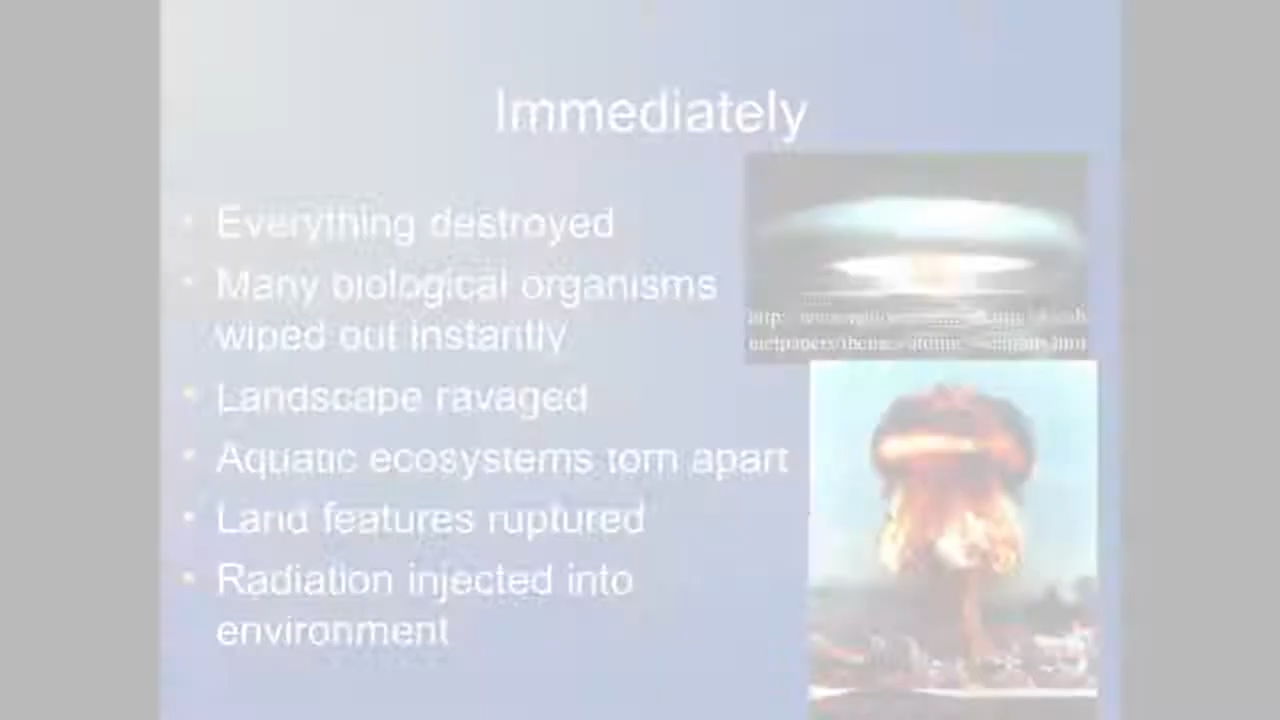 Immediately
Everything destroyed
Many biological organisms
wiped out instantly
Landscape ravaged
Aquatic ecosystems torn apart
Land features ruptured
Radiation injected into
environment